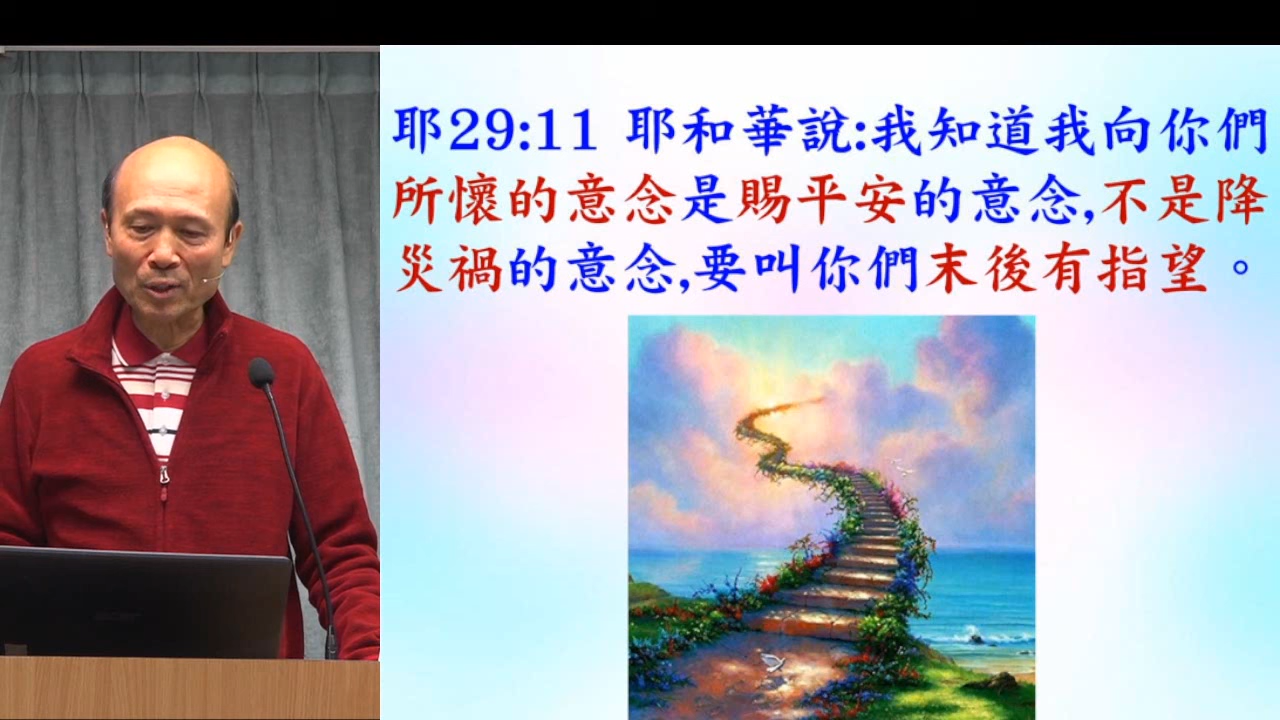 耶29:11 耶和華說:我知道我向你們
所懷的意念是賜平安的意念,不是降
災禍的意念,要叫你們末後有指望。